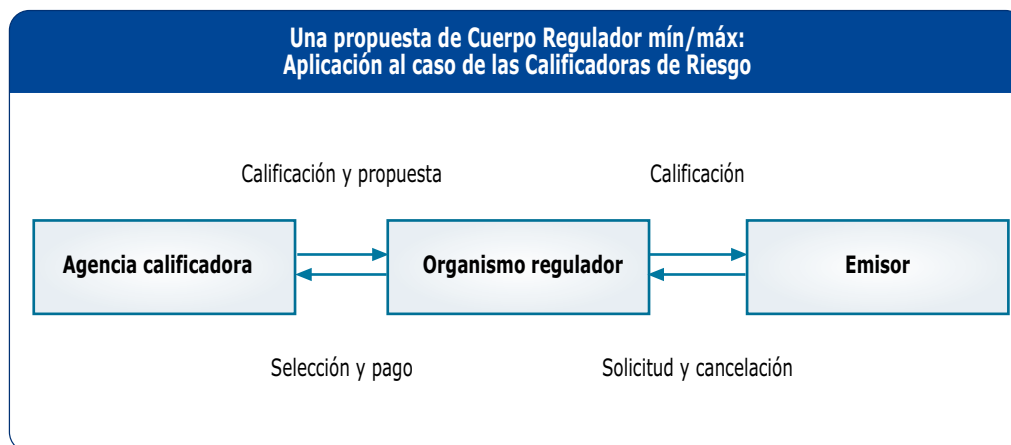 Una propuesta de Cuerpo Regulador mín/máx:
Aplicación al caso de las Calificadoras de Riesgo
Calificación y propuesta
Calificación
Agencia calificadora
Organismo regulador
Emisor
Selección y pago
Solicitud y cancelación